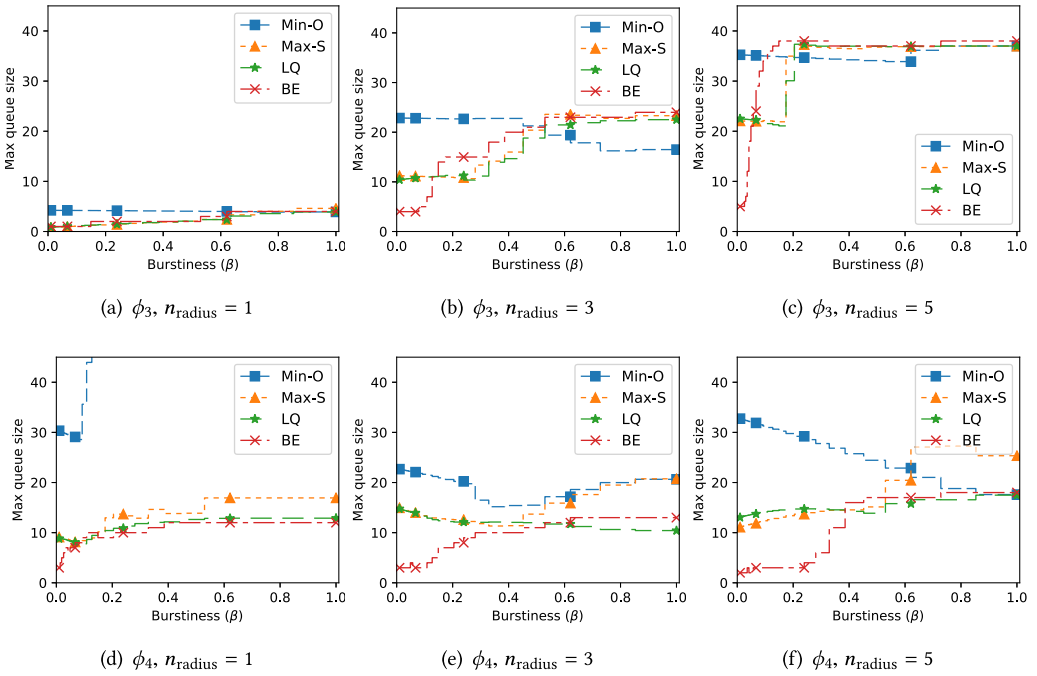 Max queue size
40
30
20
10
0
Min-O
Max-S
LQ
BE
0.0 0.2 0.4 0.6 0.8 1.0
Burstiness (β)
(a) ϕ3, nradius = 1
Max queue size
40
30
20
10
0
Min-O
Max-S
LQ
BE
0.0 0.2 0.4 0.6 0.8 1.0
Burstiness (β)
(b) ϕ3, nradius = 3
Max queue size
40
30
20
10
0
Min-O
Max-S
LQ
BE
0.0 0.2 0.4 0.6 0.8 1.0
Burstiness (β)
(c) ϕ3, nradius = 5
Max queue size
40
30
20
10
0
Min-O
Max-S
LQ
BE
0.0 0.2 0.4 0.6 0.8 1.0
Burstiness (β)
(d) ϕ4, nradius = 1
Max queue size
40
30
20
10
0
Min-O
Max-S
LQ
BE
0.0 0.2 0.4 0.6 0.8 1.0
Burstiness (β)
(e) ϕ4, nradius = 3
Max queue size
40
30
20
10
0
Min-O
Max-S
LQ
BE
0.0 0.2 0.4 0.6 0.8 1.0
Burstiness (β)
(f) ϕ4, nradius = 5